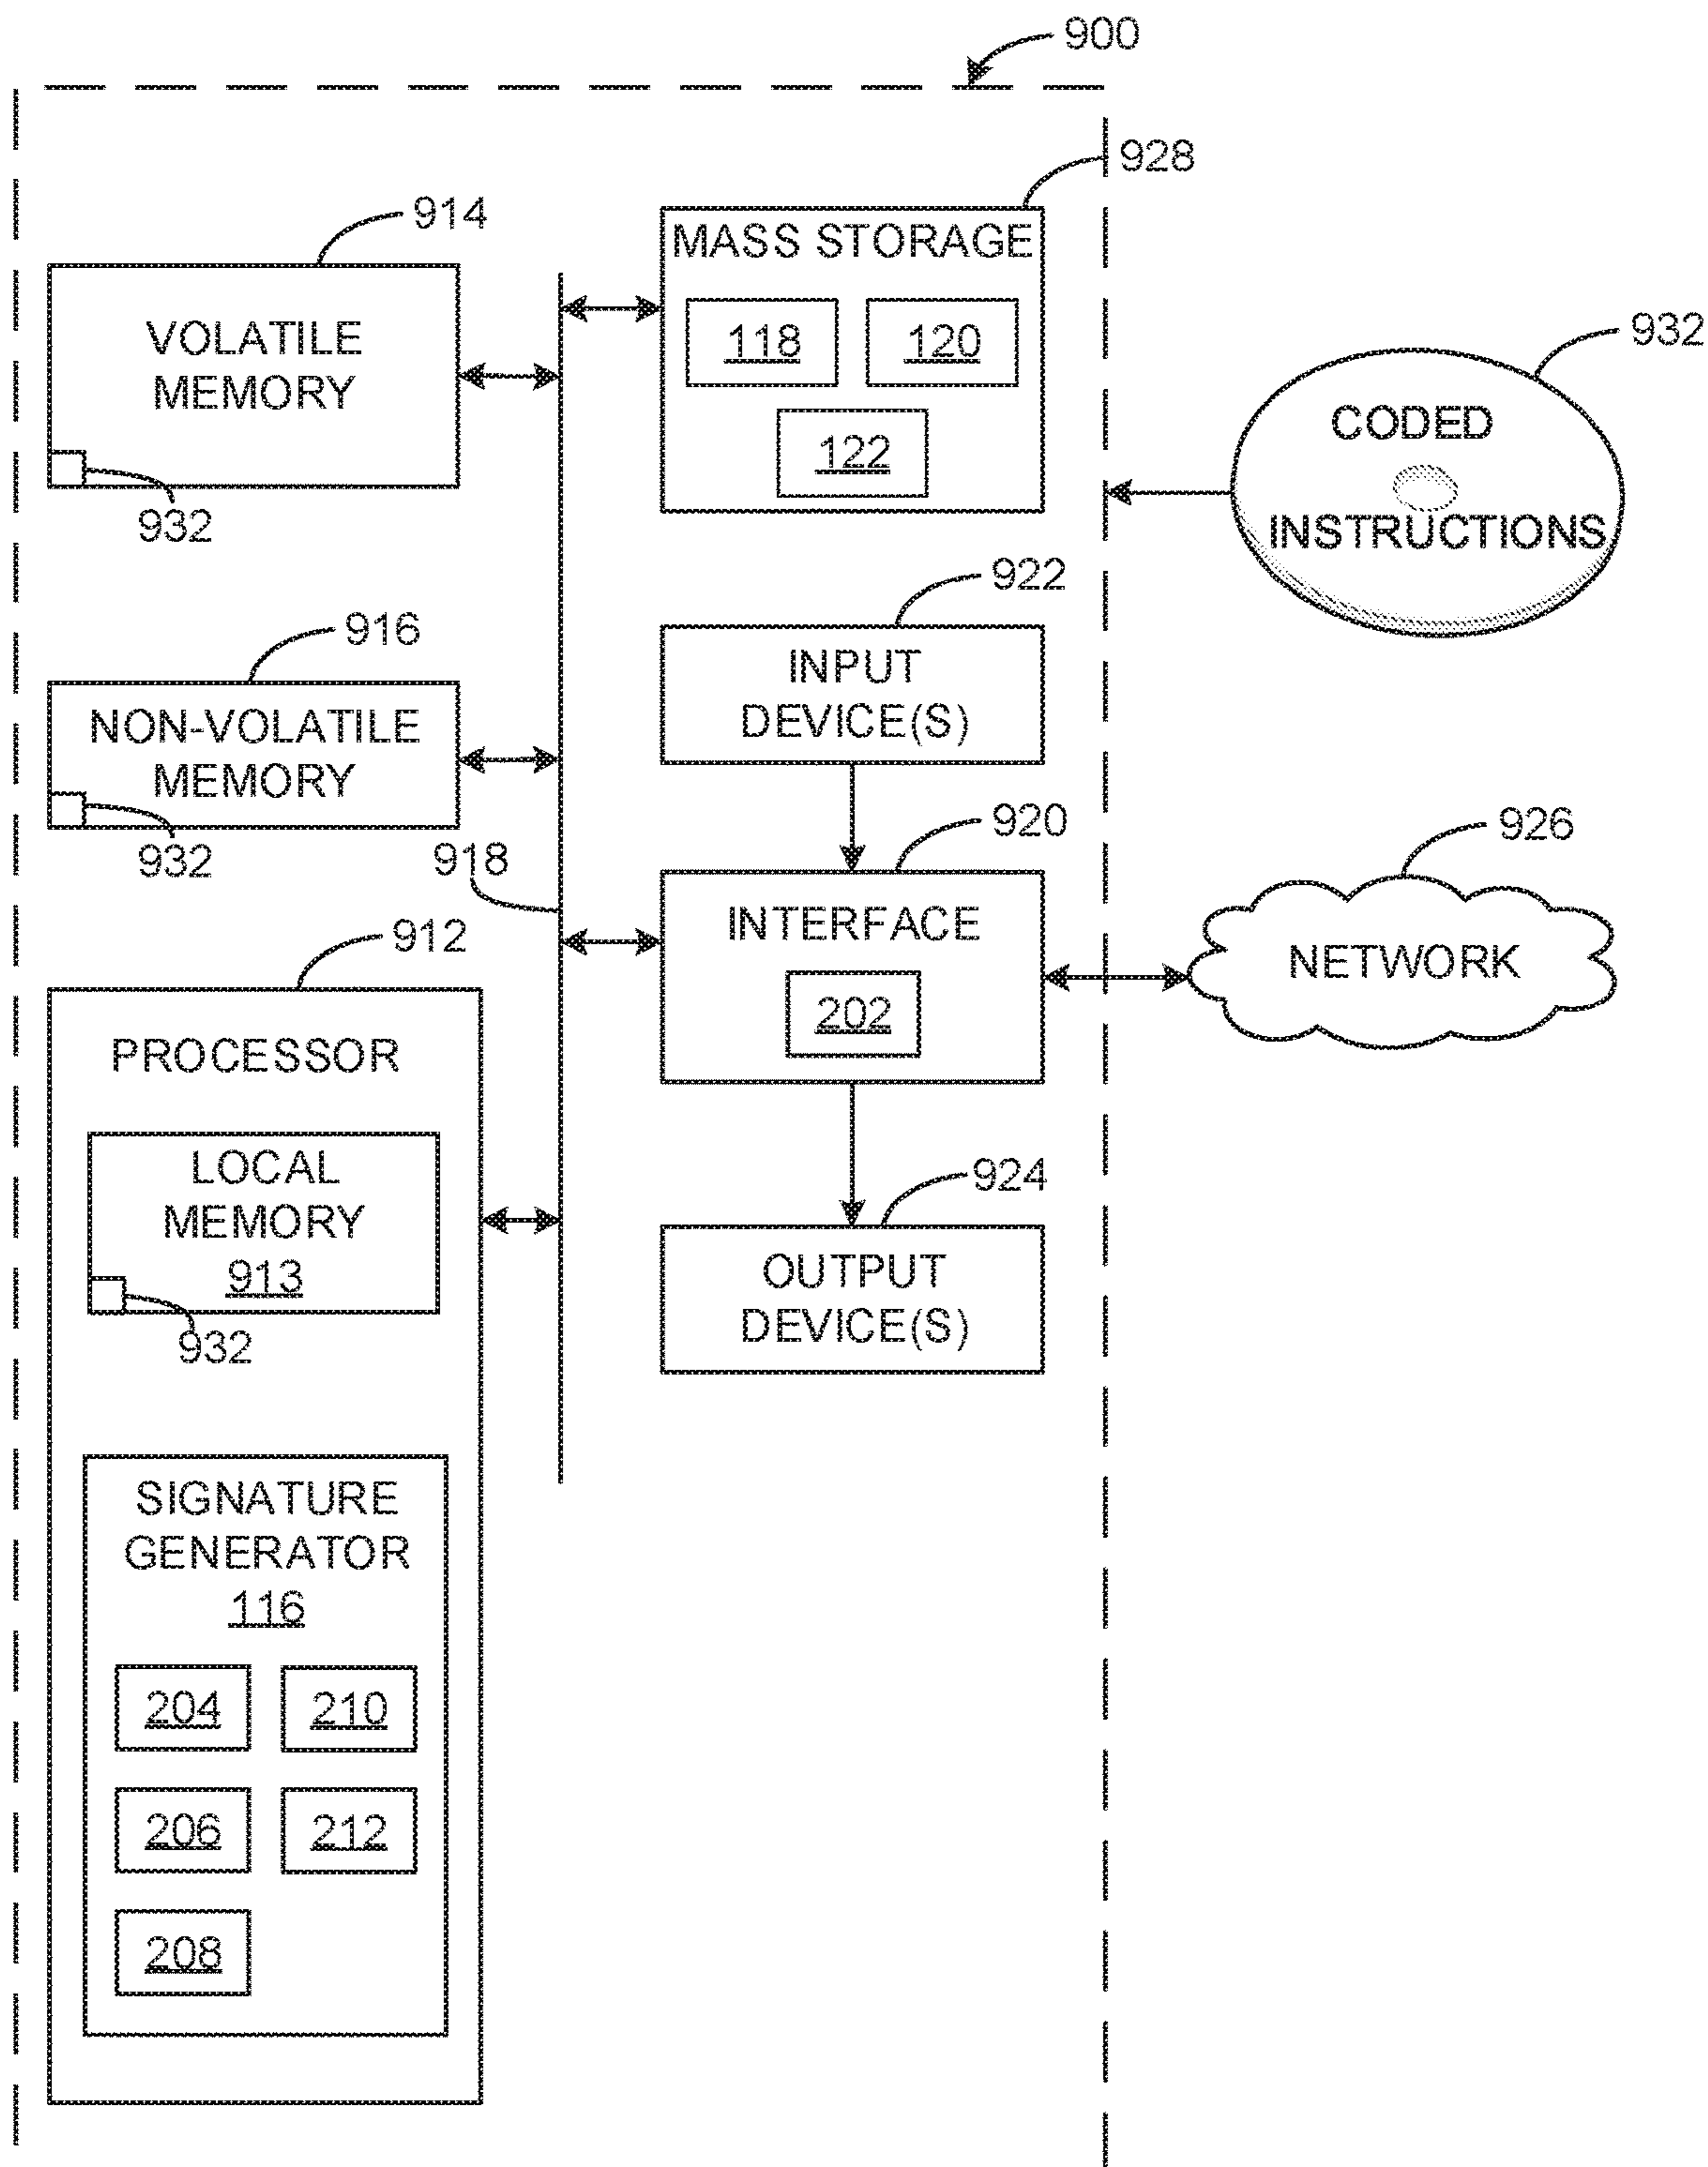 900
928
914
MASS STORAGE
VOLATILE
MEMORY
118
120
122
932
932
CODED
INSTRUCTIONS
922
916
INPUT
DEVICE(S)
NON-VOLATILE
MEMORY
932
918
920
926
INTERFACE
202
NETWORK
912
PROCESSOR
LOCAL
MEMORY
913
932
924
OUTPUT
DEVICE(S)
SIGNATURE
GENERATOR
116
204
210
206
212
208